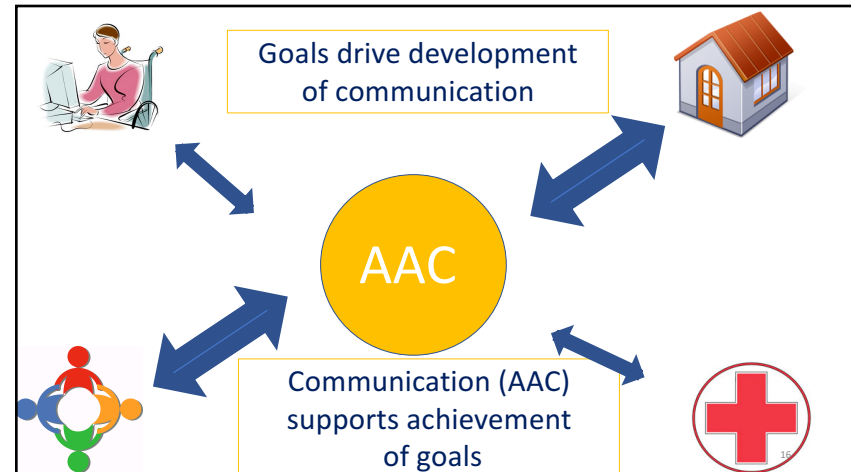 Goals drive development
of communication
AAC
Communication (AAC)
supports achievement
of goals
16